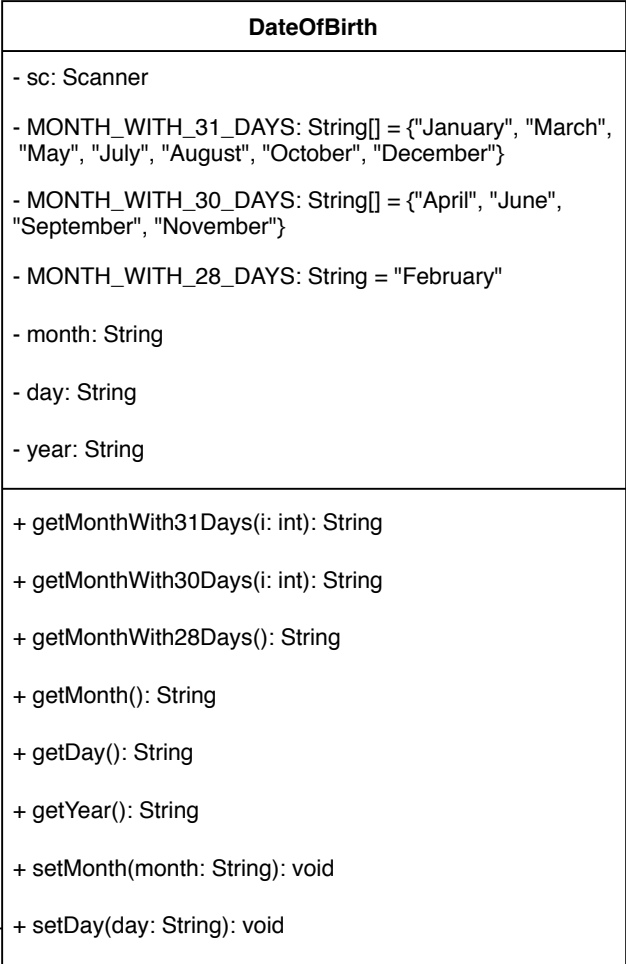 DateOfBirth
- sc: Scanner
- MONTH_WITH_31_DAYS: String[] = {"January", "March",
"May", "July", "August", "October", "December"}
- MONTH_WITH_30_DAYS: String[] = {"April", "June",
"September", "November"}
- MONTH_WITH_28_DAYS: String = "February"
- month: String
- day: String
- year: String
+ getMonthWith31Days(i: int): String
+ getMonthWith30Days(i: int): String
+ getMonthWith28Days(): String
+ getMonth(): String
+ getDay(): String
+ getYear(): String
+ setMonth(month: String): void
+ setDay(day: String): void